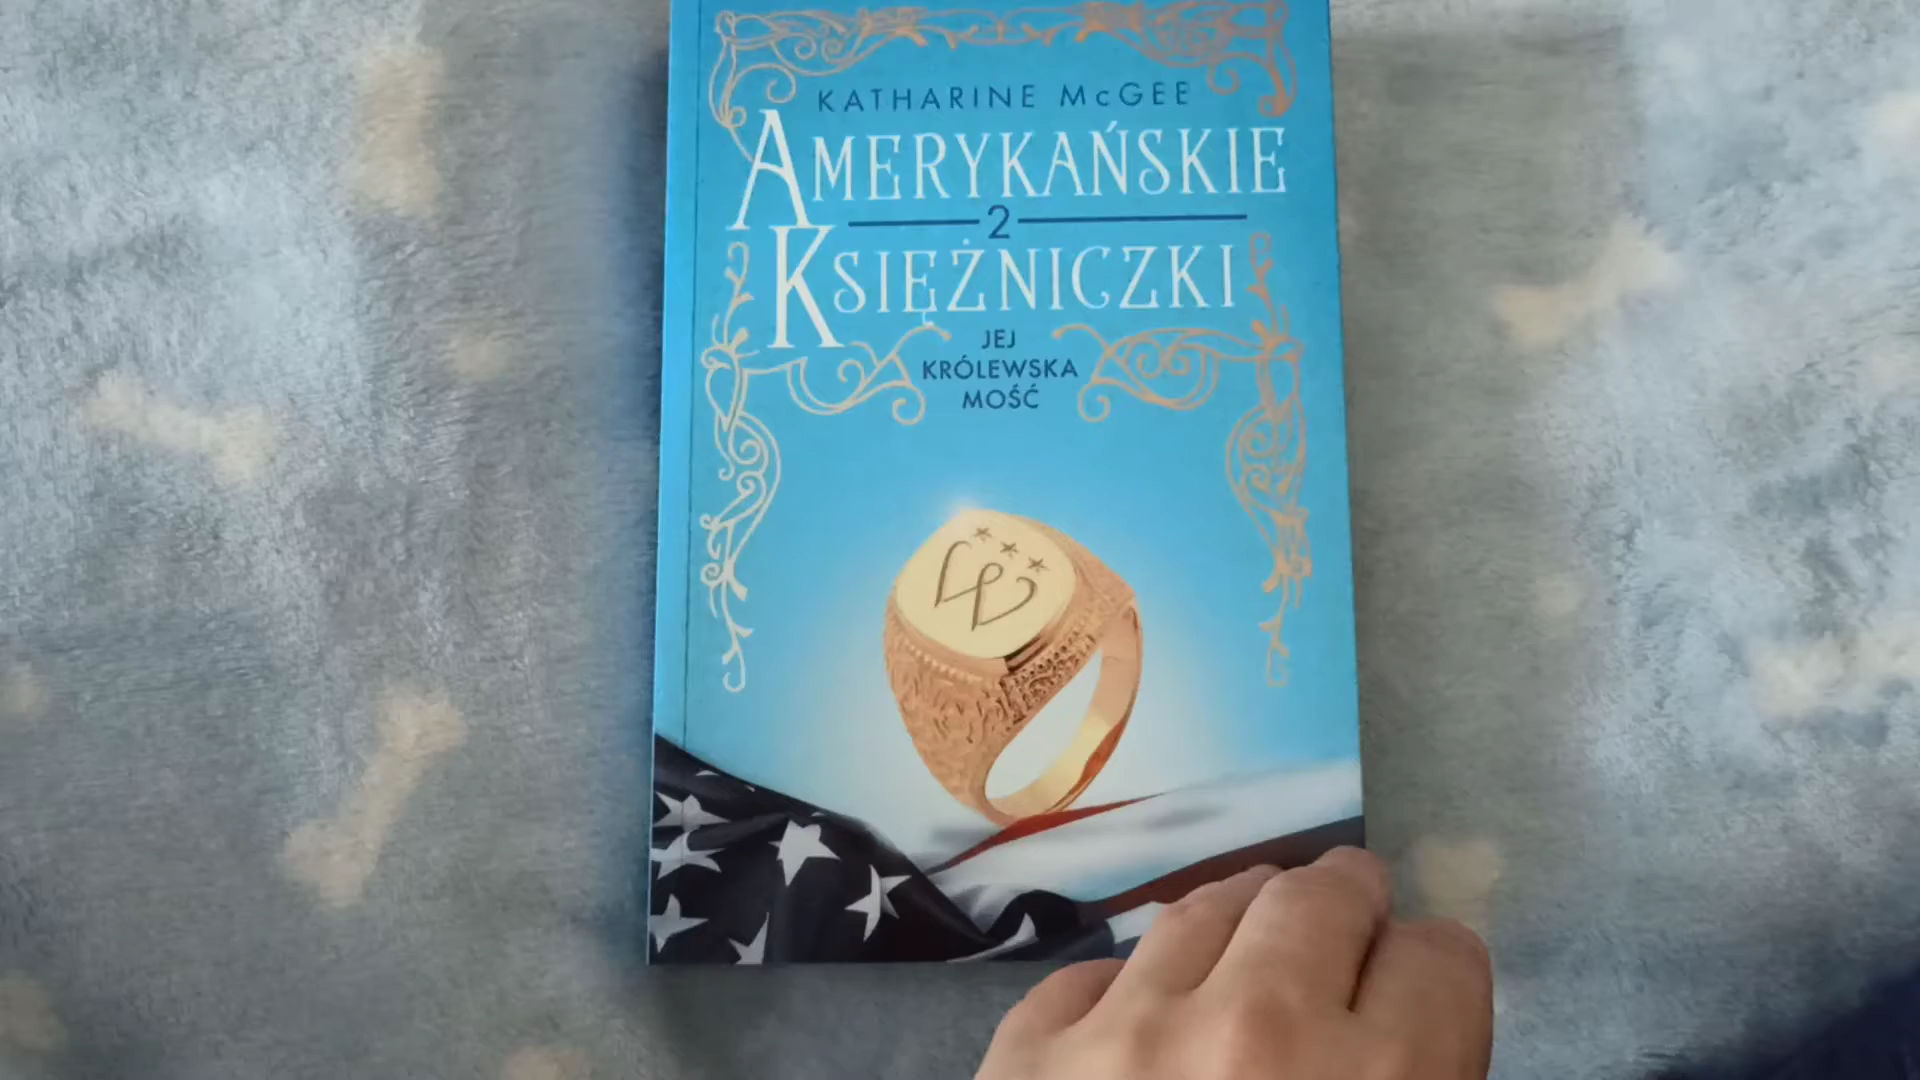 KATHARINE McGEE
AMERYKAŃSKIE
2
KSIĘŻNICZKI
JEJ
KRÓLEWSKA
MOŚĆ
W